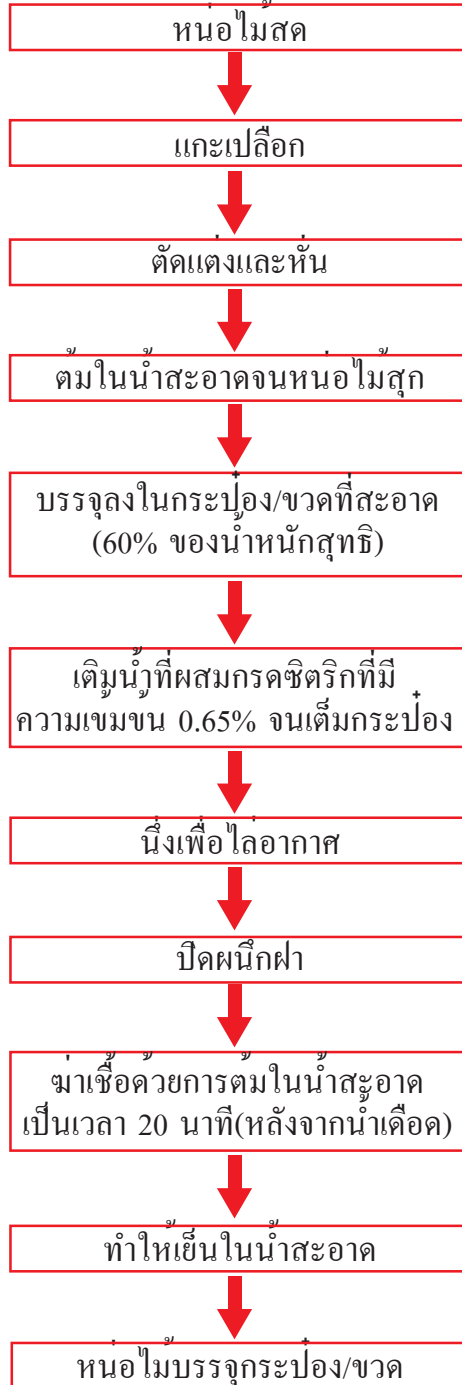 หน่อไม้สด
แกะเปลือก
ตัดแต่งและหั่น
ต้มในน้ำสะอาดจนหน่อไม้สุก
บรรจุลงในกระป๋อง/ขวดที่สะอาด
(60% ของน้ำหนักสุทธิ)
เติมน้ำที่ผสมกรดซิตริกที่มี
ความเข้มข้น 0.65% จนเต็มกระป๋อง
นึ่งเพื่อไล่อากาศ
ปิดผนึกฝา
ฆ่าเชื้อด้วยการต้มในน้ำสะอาด
เป็นเวลา 20 นาที(หลังจากน้ำเดือด)
ทำให้เย็นในน้ำสะอาด
หน่อไม้บรรจุกระป๋อง/ขวด